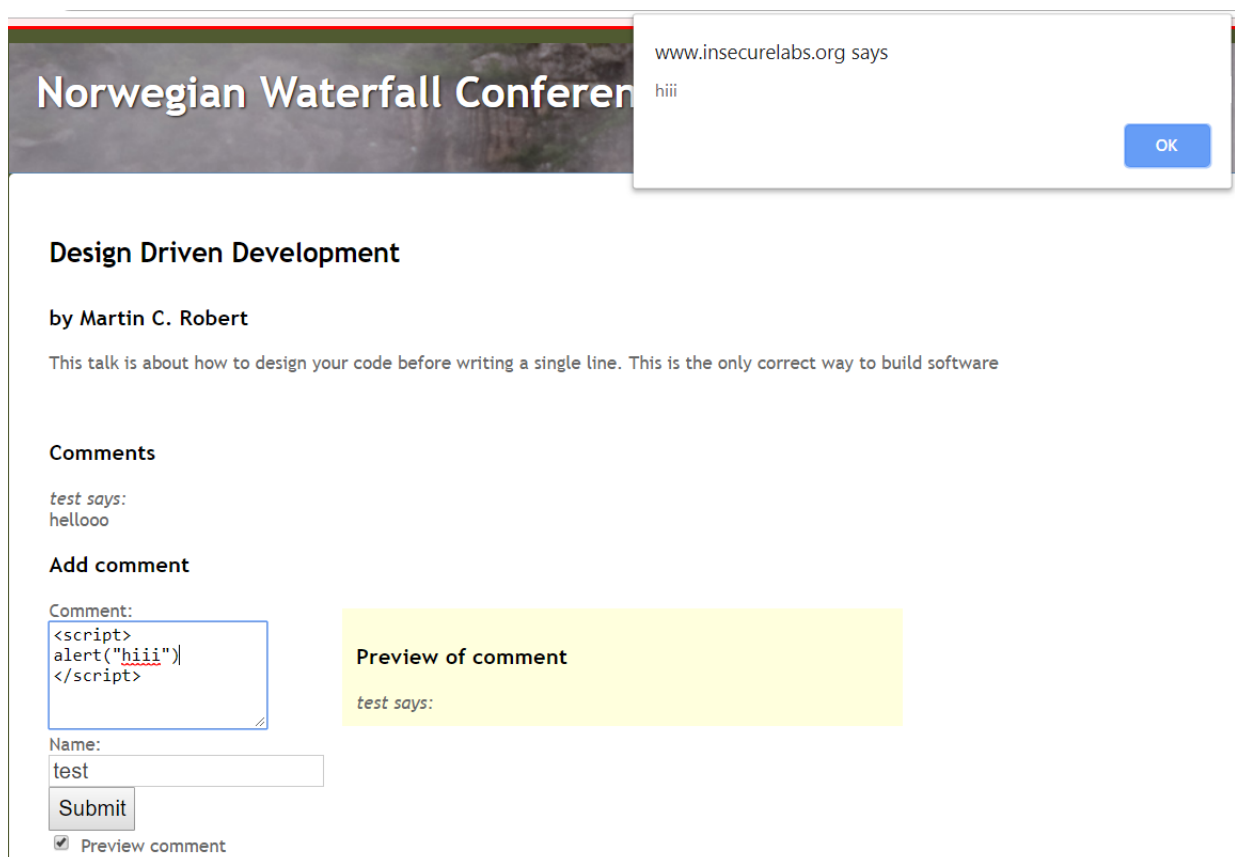 www.insecurelabs.org says
hiii
OK
Norwegian Waterfall Conferen
Design Driven Development
by Martin C. Robert
This talk is about how to design your code before writing a single line. This is the only correct way to build software
Comments
test says:
hellooo
Add comment
Comment:
<script>
alert("hiii")
</script>
Preview of comment
test says:
Name:
test
Submit
Preview comment